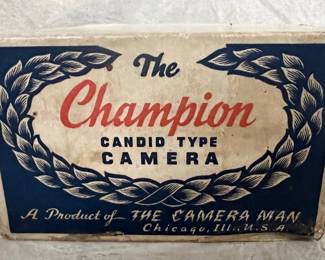 The
Champion
CANDID TYPE
CAMERA
A Product of THE CAMERA MAN
Chicago, Ill. U.S.A.